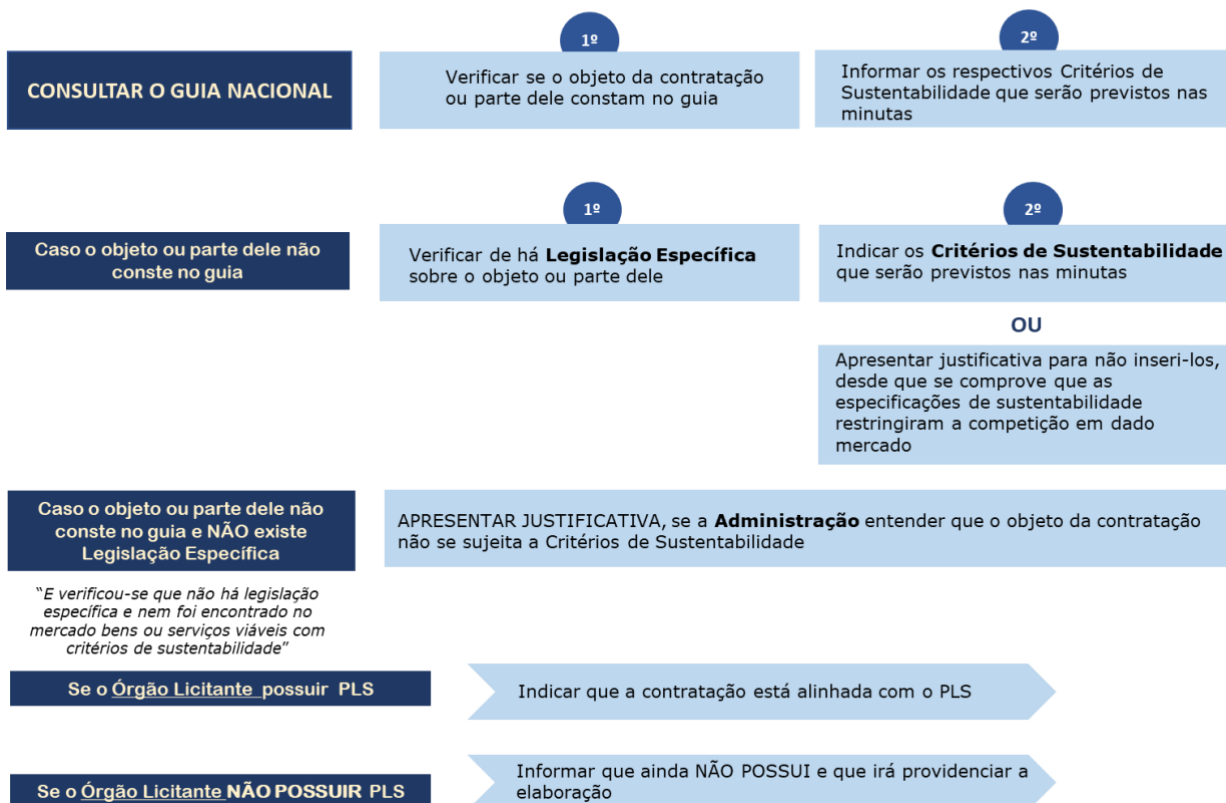 CONSULTAR O GUIA NACIONAL
1º
Verificar se o objeto da contratação
ou parte dele constam no guia
2º
Informar os respectivos Critérios de
Sustentabilidade que serão previstos nas
minutas
Caso o objeto ou parte dele não
conste no guia
1º
Verificar de há Legislação Específica
sobre o objeto ou parte dele
2º
Indicar os Critérios de Sustentabilidade
que serão previstos nas minutas
OU
Apresentar justificativa para não inseri-los,
desde que se comprove que as
especificações de sustentabilidade
restringiram a competição em dado
mercado
Caso o objeto ou parte dele não
conste no guia e NÃO existe
Legislação Específica
APRESENTAR JUSTIFICATIVA, se a Administração entender que o objeto da contratação
não se sujeita a Critérios de Sustentabilidade
"E verificou-se que não há legislação
específica e nem foi encontrado no
mercado bens ou serviços viáveis com
critérios de sustentabilidade"
Se o Órgão Licitante possuir PLS
Indicar que a contratação está alinhada com o PLS
Se o Órgão Licitante NÃO POSSUIR PLS
Informar que ainda NÃO POSSUI e que irá providenciar a
elaboração